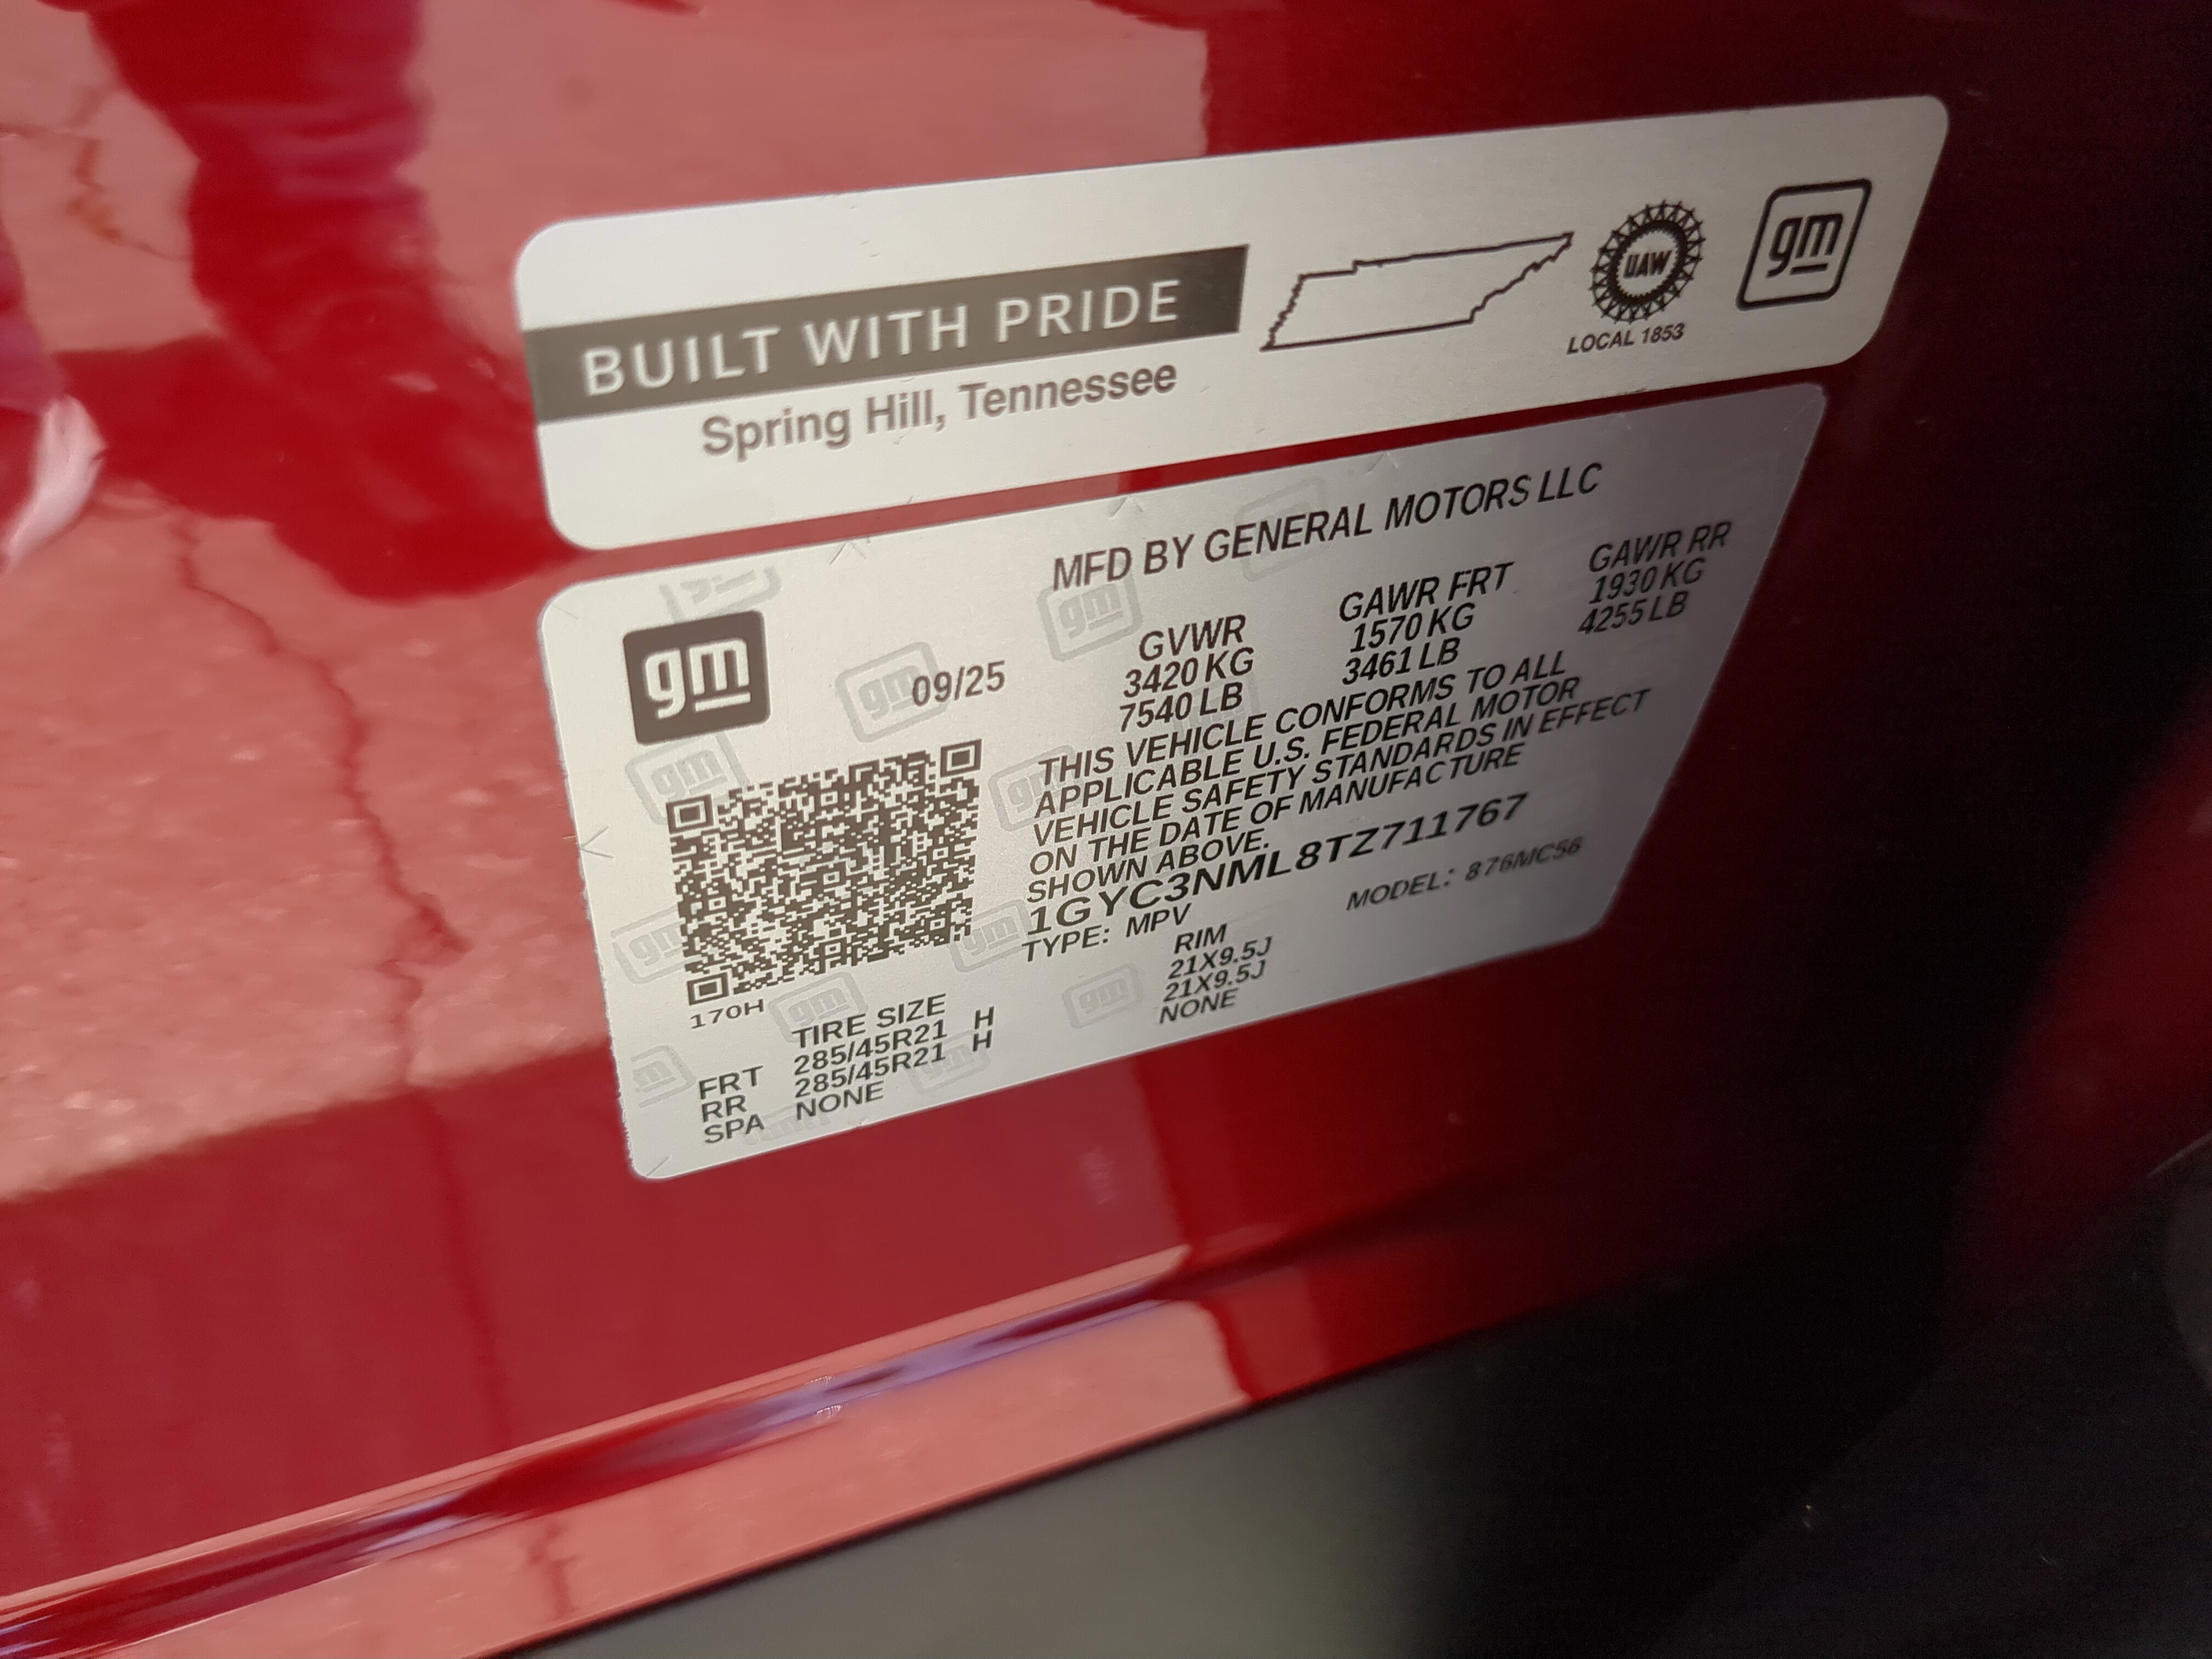 BUILT WITH PRIDE
Spring Hill, Tennessee
UAW
LOCAL 1853
gm
MFD BY GENERAL MOTORS LLC
gm
09/25
GVWR GAWR FRT GAWR RR
3420 KG 1570 KG 1930 KG
7540 LB 3461 LB 4255 LB
THIS VEHICLE CONFORMS TO ALL
APPLICABLE U.S. FEDERAL MOTOR
VEHICLE SAFETY STANDARDS IN EFFECT
ON THE DATE OF MANUFACTURE
SHOWN ABOVE.
1GYC3NML8TZ711767
TYPE: MPV MODEL: 876MC56
170H
TIRE SIZE RIM
FRT 285/45R21 H 21X9.5J
RR 285/45R21 H 21X9.5J
SPA NONE NONE